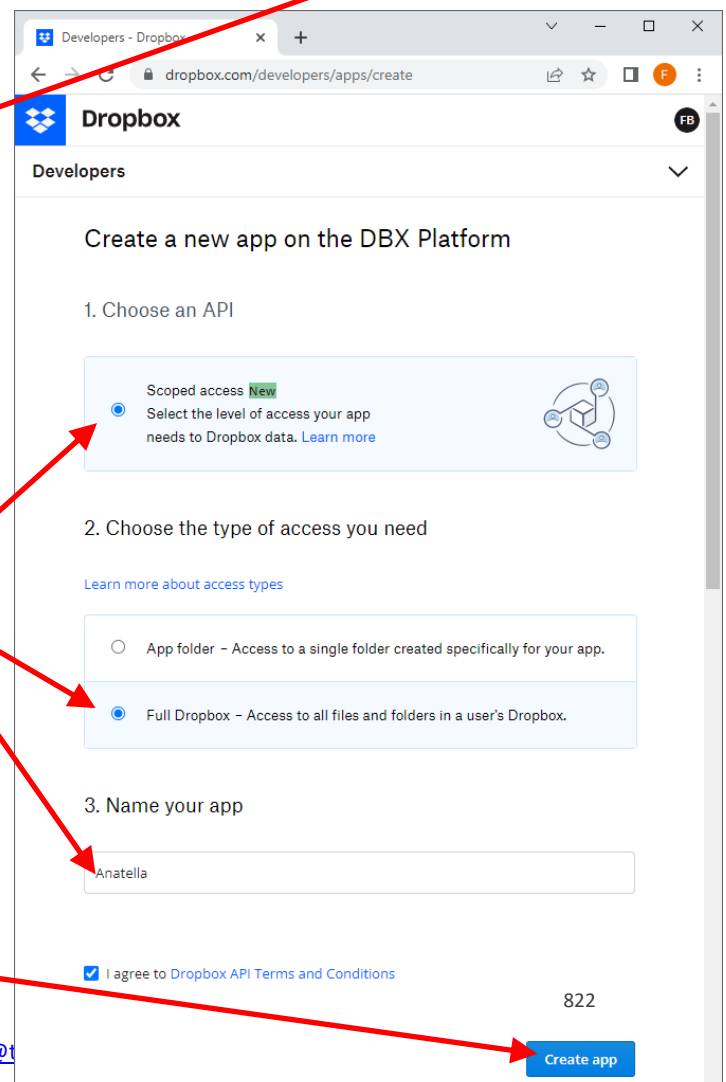 Developers - Dropbox
dropbox.com/developers/apps/create
F
Dropbox
FB
Developers
Create a new app on the DBX Platform
1. Choose an API
Scoped access New
Select the level of access your app
needs to Dropbox data. Learn more
2. Choose the type of access you need
Learn more about access types
App folder – Access to a single folder created specifically for your app.
Full Dropbox – Access to all files and folders in a user's Dropbox.
3. Name your app
Anatella
I agree to Dropbox API Terms and Conditions
822
@t
Create app